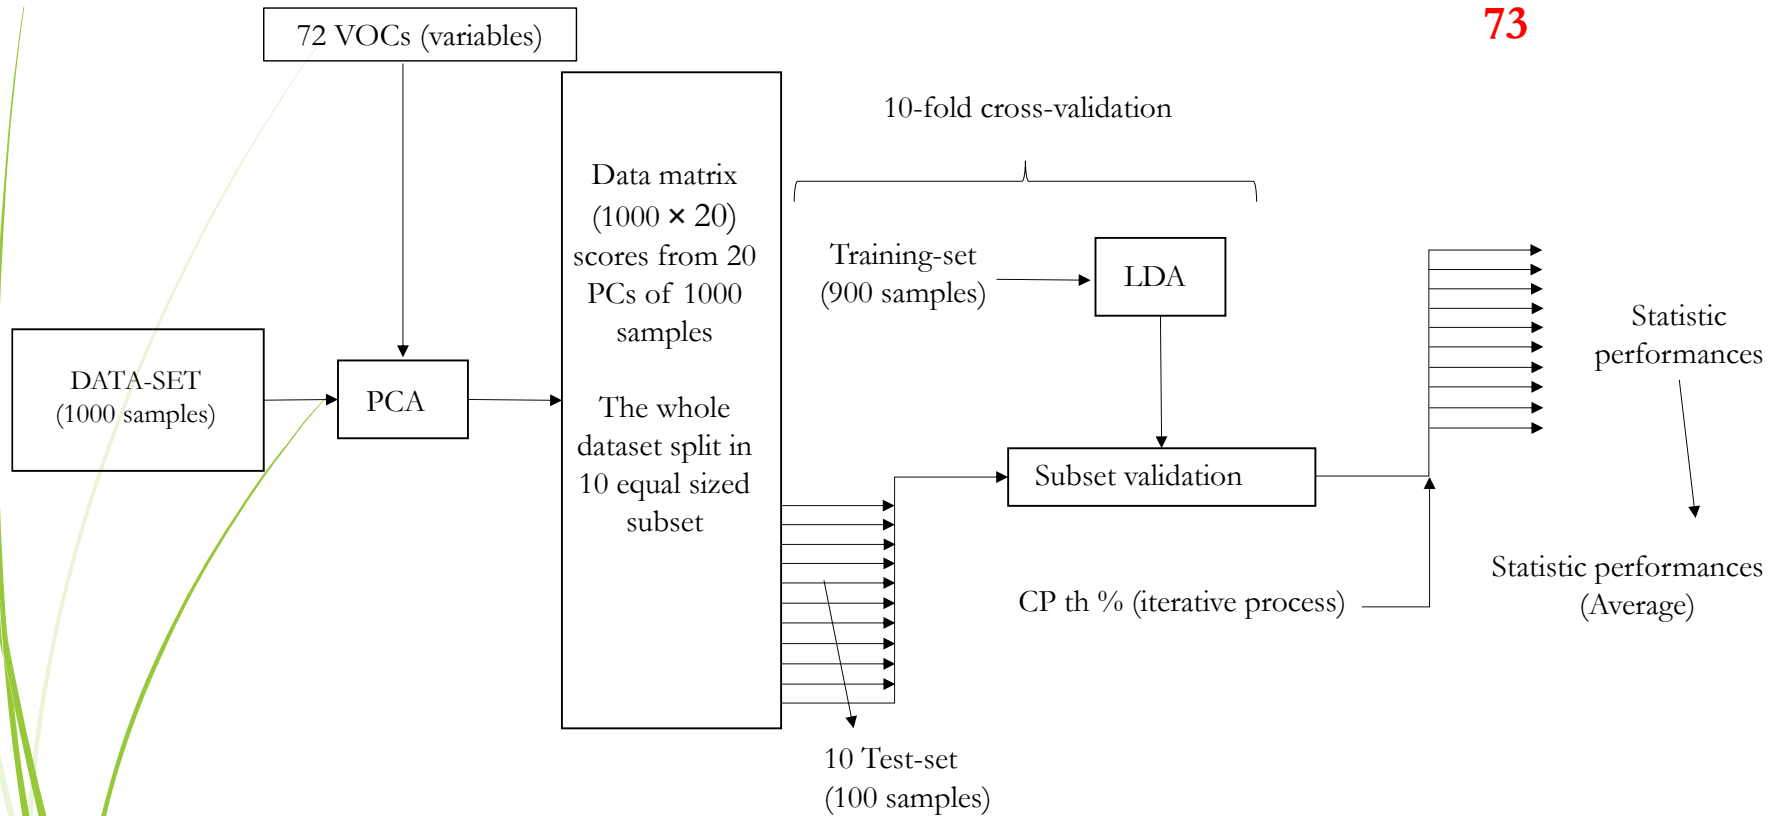 73
72 VOCs (variables)
10-fold cross-validation
Data matrix
(1000 × 20)
scores from 20
PCs of 1000
samples
The whole
dataset split in
10 equal sized
subset
DATA-SET
(1000 samples)
PCA
Training-set
(900 samples)
LDA
Subset validation
CP th % (iterative process)
10 Test-set
(100 samples)
Statistic
performances
Statistic performances
(Average)